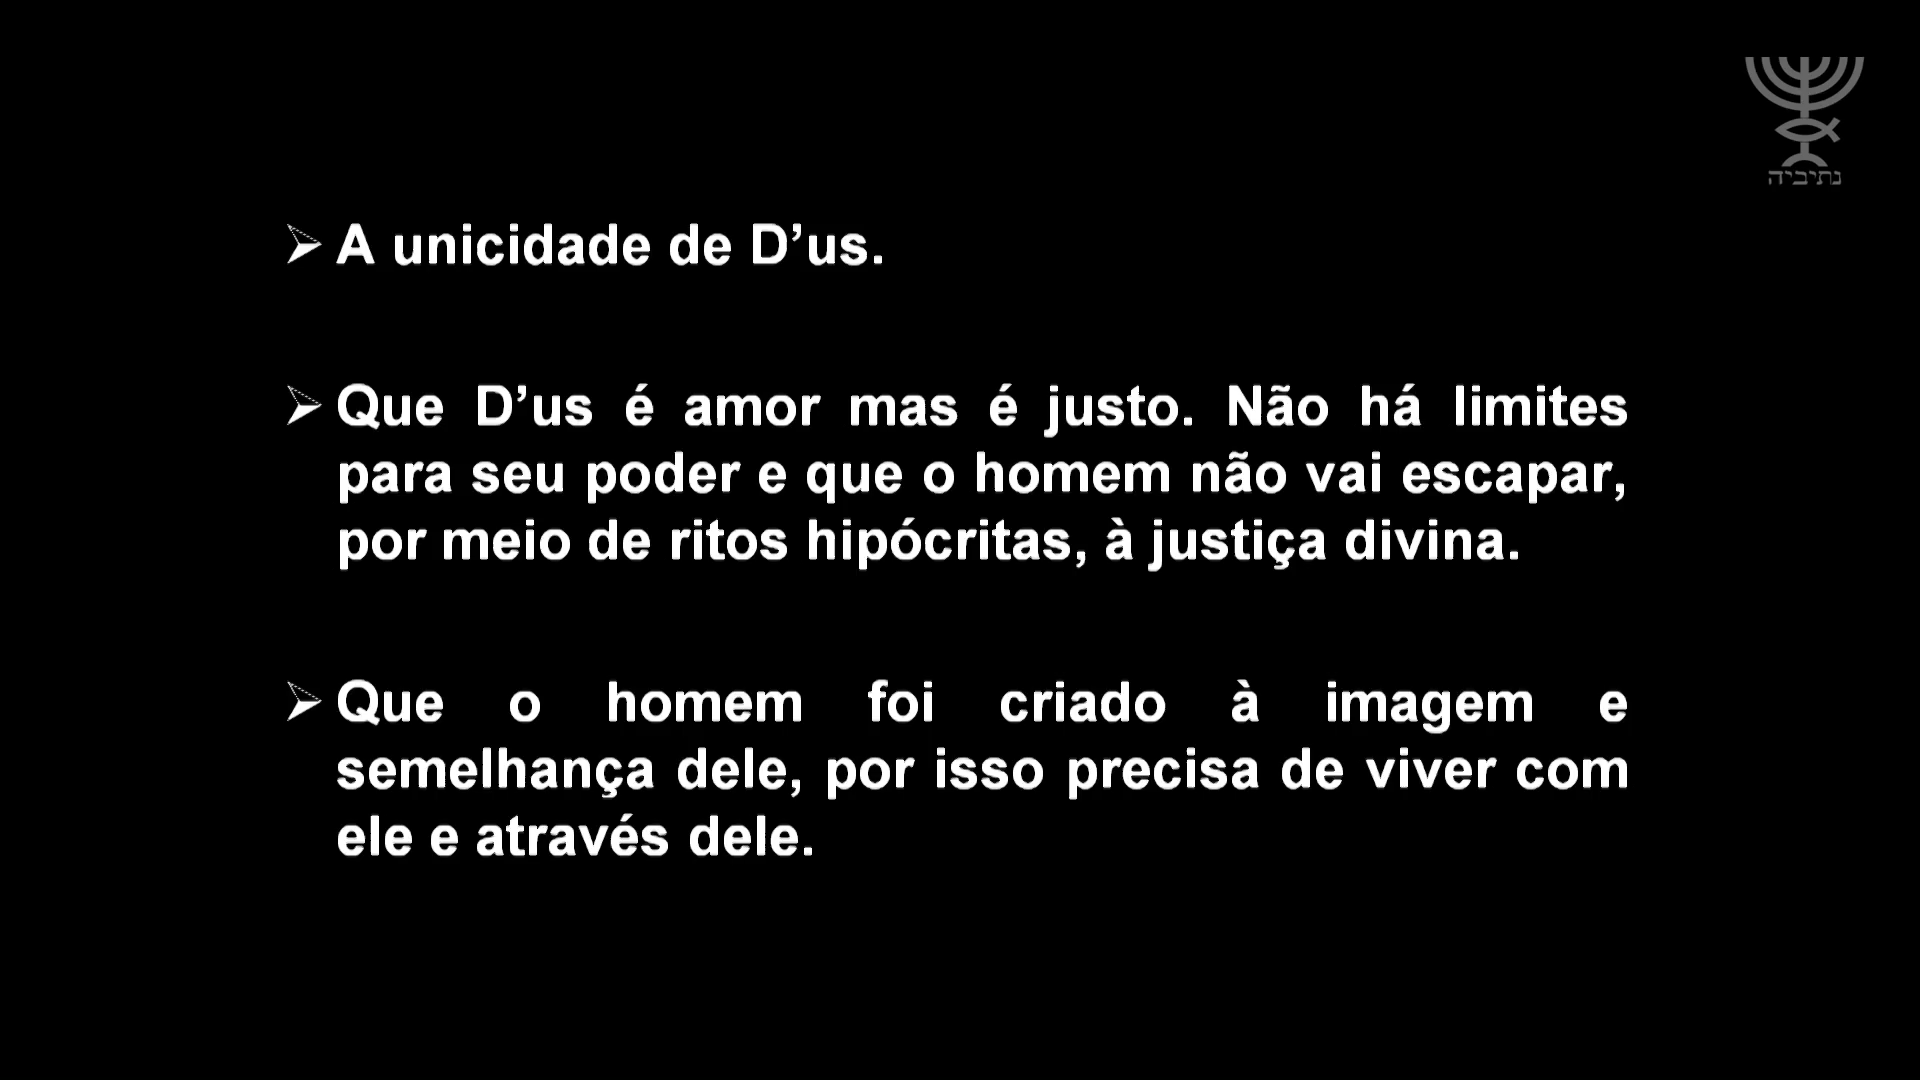 נתיביה
➢ A unicidade de D’us.
➢ Que D’us é amor mas é justo. Não há limites
para seu poder e que o homem não vai escapar,
por meio de ritos hipócritas, à justiça divina.
➢ Que o homem foi criado à imagem e
semelhança dele, por isso precisa de viver com
ele e através dele.